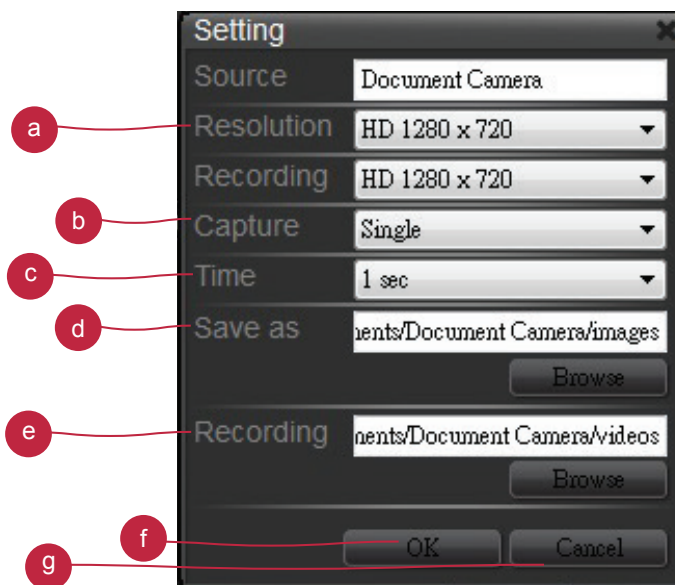 Setting
Source Document Camera
a Resolution HD 1280 x 720
Recording HD 1280 x 720
b Capture Single
c Time 1 sec
d Save as nents/Document Camera/images
Browse
e Recording nents/Document Camera/videos
Browse
f OK Cancel
g